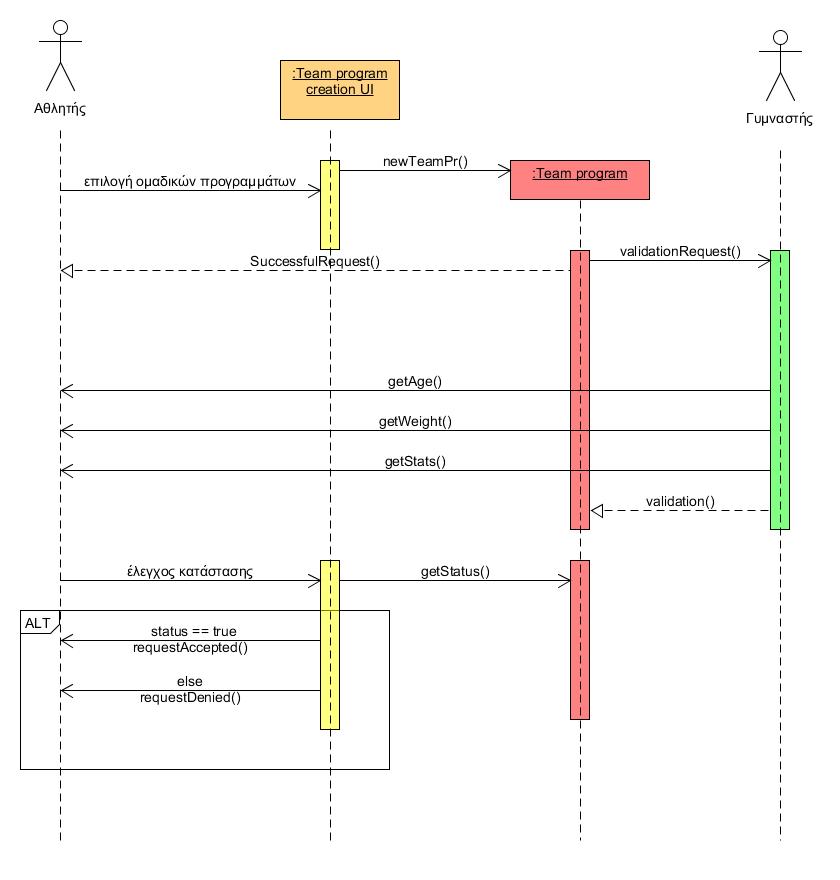 Αθλητής
:Team program
creation UI
Γυμναστής
newTeamPr()
:Team program
επιλογή ομαδικών προγραμμάτων
validationRequest()
SuccessfulRequest()
getAge()
getWeight()
getStats()
validation()
έλεγχος κατάστασης
getStatus()
ALT
status == true
requestAccepted()
else
requestDenied()